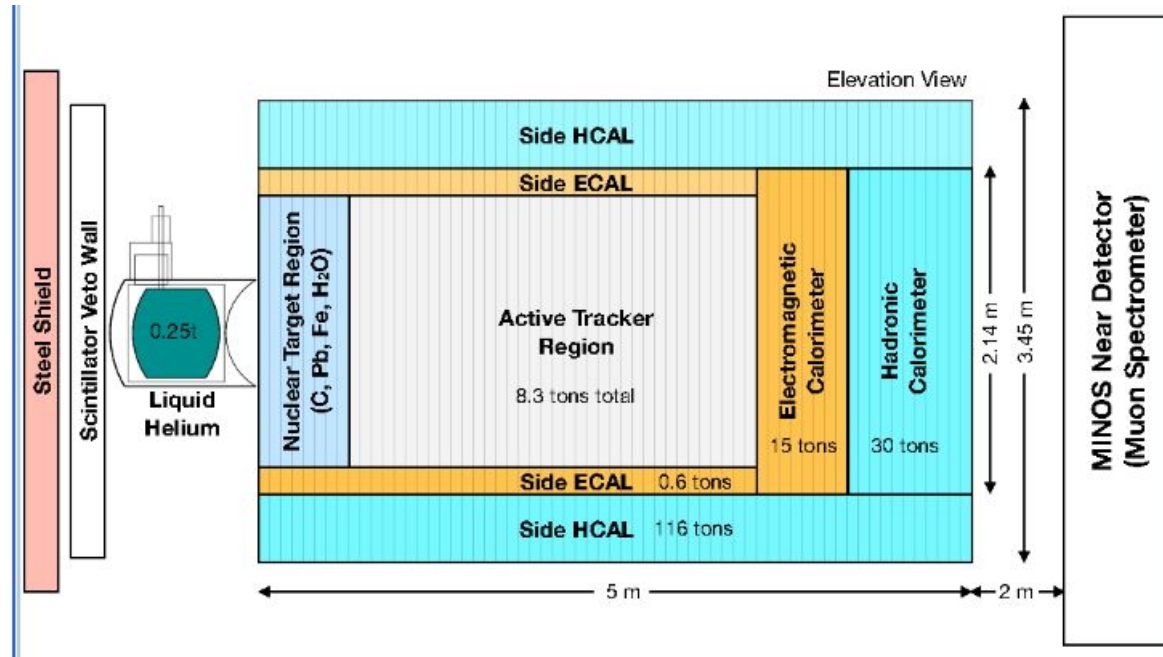 Elevation View
Steel Shield
Scintillator Veto Wall
0.25t
Liquid
Helium
Side HCAL
Side ECAL
Nuclear Target Region
(C, Pb, Fe, H₂O)
Active Tracker
Region
8.3 tons total
Electromagnetic
Calorimeter
15 tons
Hadronic
Calorimeter
30 tons
Side ECAL 0.6 tons
Side HCAL 116 tons
2.14 m
3.45 m
5 m
2 m
MINOS Near Detector
(Muon Spectrometer)